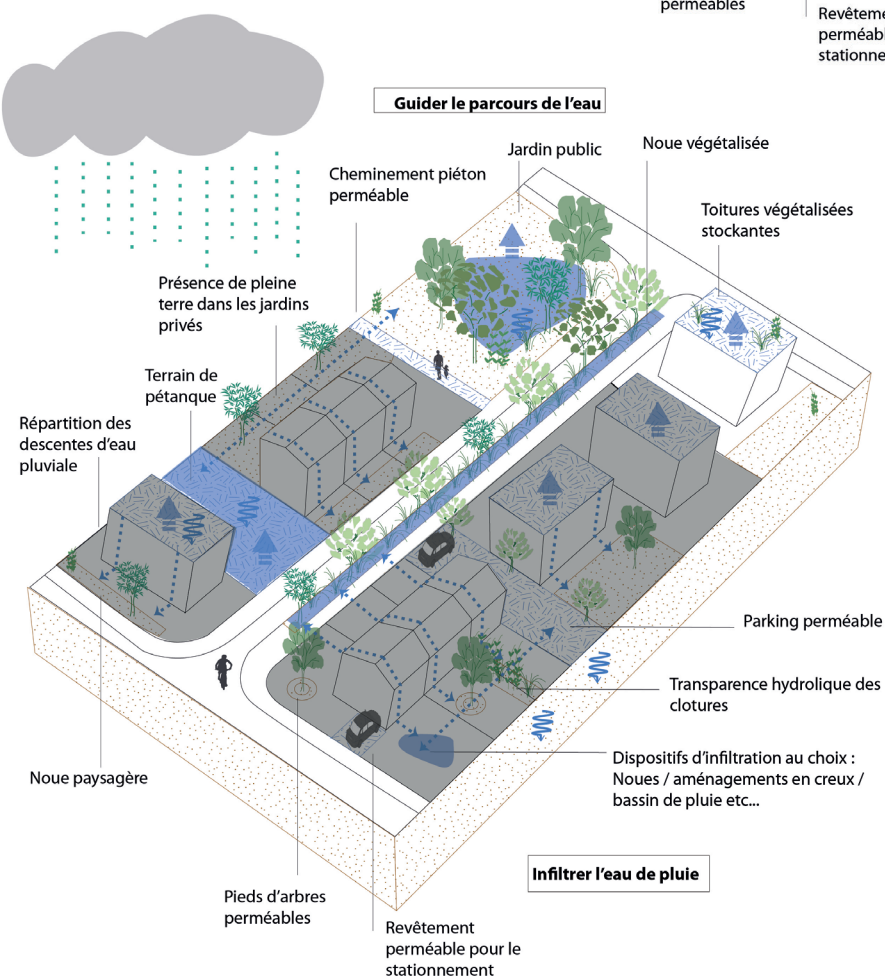 perméables
Guider le parcours de l'eau
Jardin public
Noue végétalisée
Cheminement piéton
perméable
Toitures végétalisées
stockantes
Présence de pleine
terre dans les jardins
privés
Terrain de
pétanque
Répartition des
descentes d'eau
pluviale
Parking perméable
Transparence hydrolique des
clotures
Dispositifs d'infiltration au choix :
Noues / aménagements en creux /
bassin de pluie etc...
Noue paysagère
Infiltrer l'eau de pluie
Pieds d'arbres
perméables
Revêtement
perméable pour le
stationnement